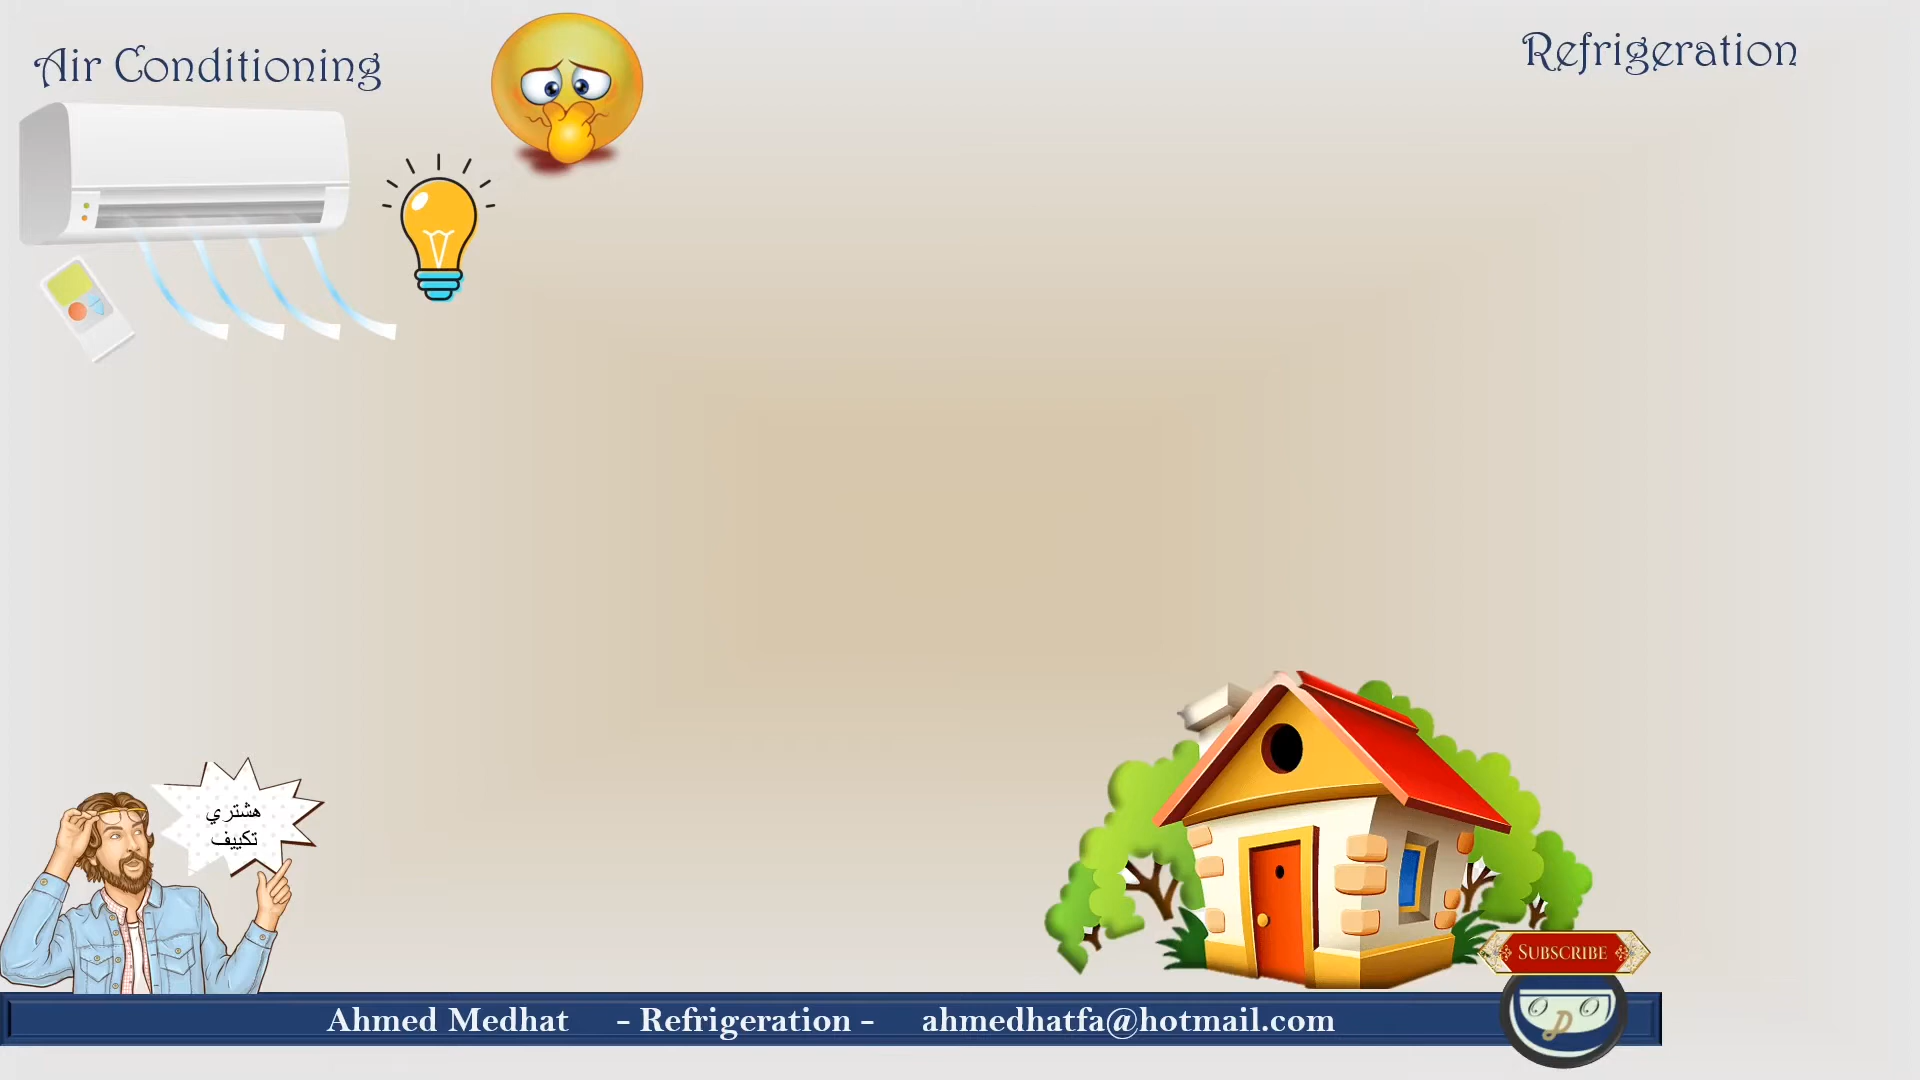 Air Conditioning
Refrigeration
هشتري
تكييف
SUBSCRIBE
Ahmed Medhat - Refrigeration - ahmedhatfa@hotmail.com
O D O